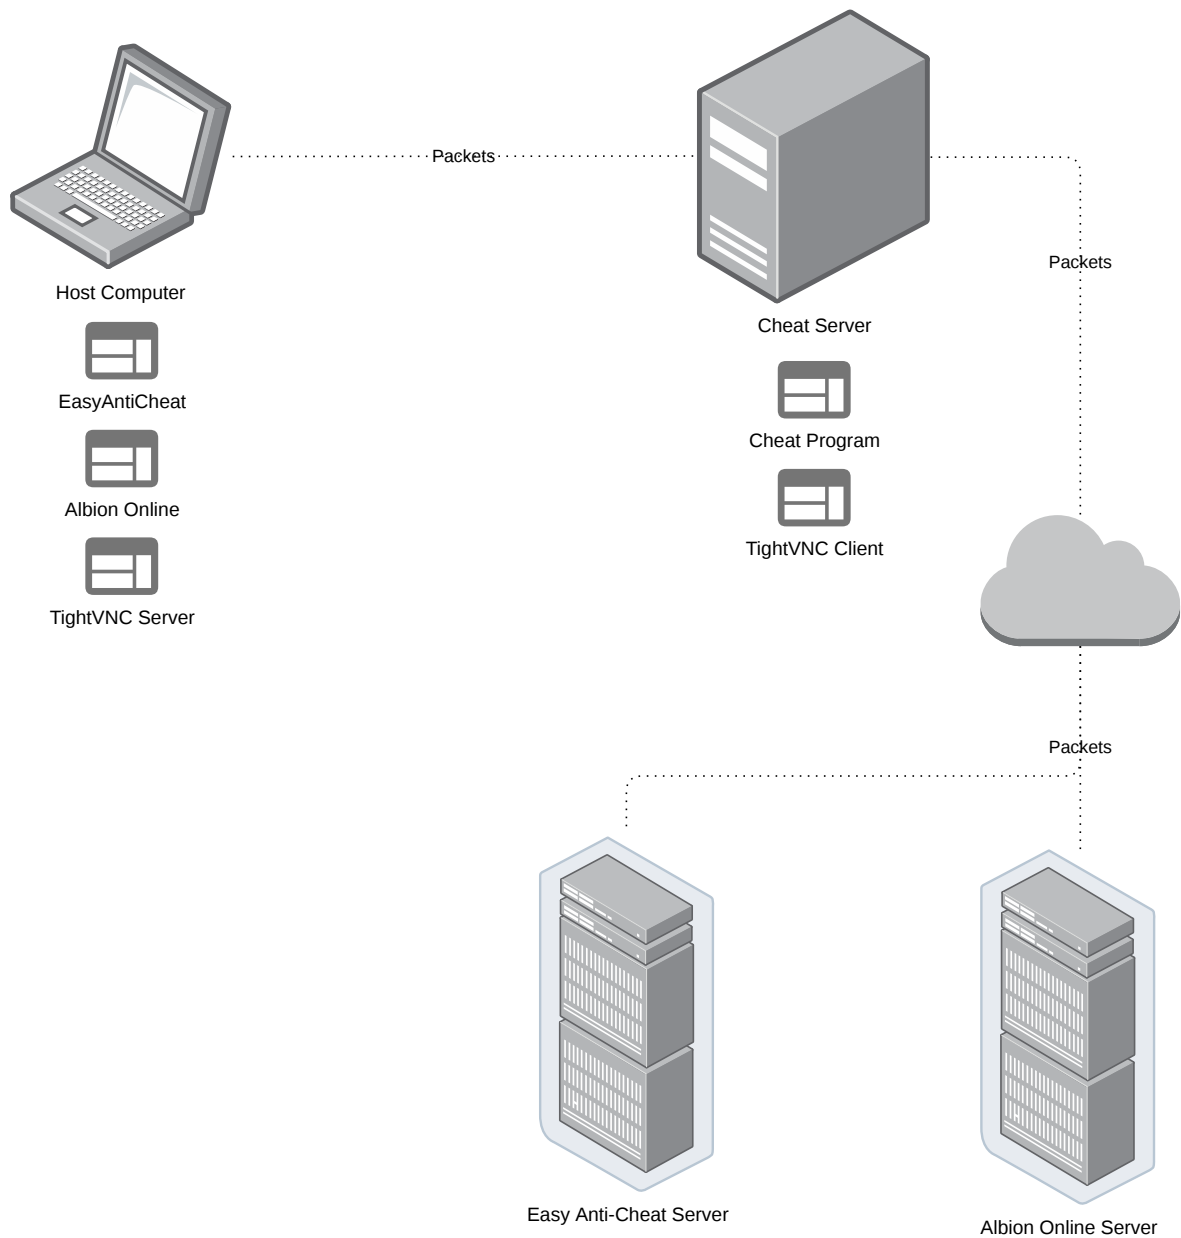 Packets
Packets
Host Computer
Cheat Server
EasyAntiCheat
Cheat Program
Albion Online
TightVNC Client
TightVNC Server
Packets
Easy Anti-Cheat Server
Albion Online Server